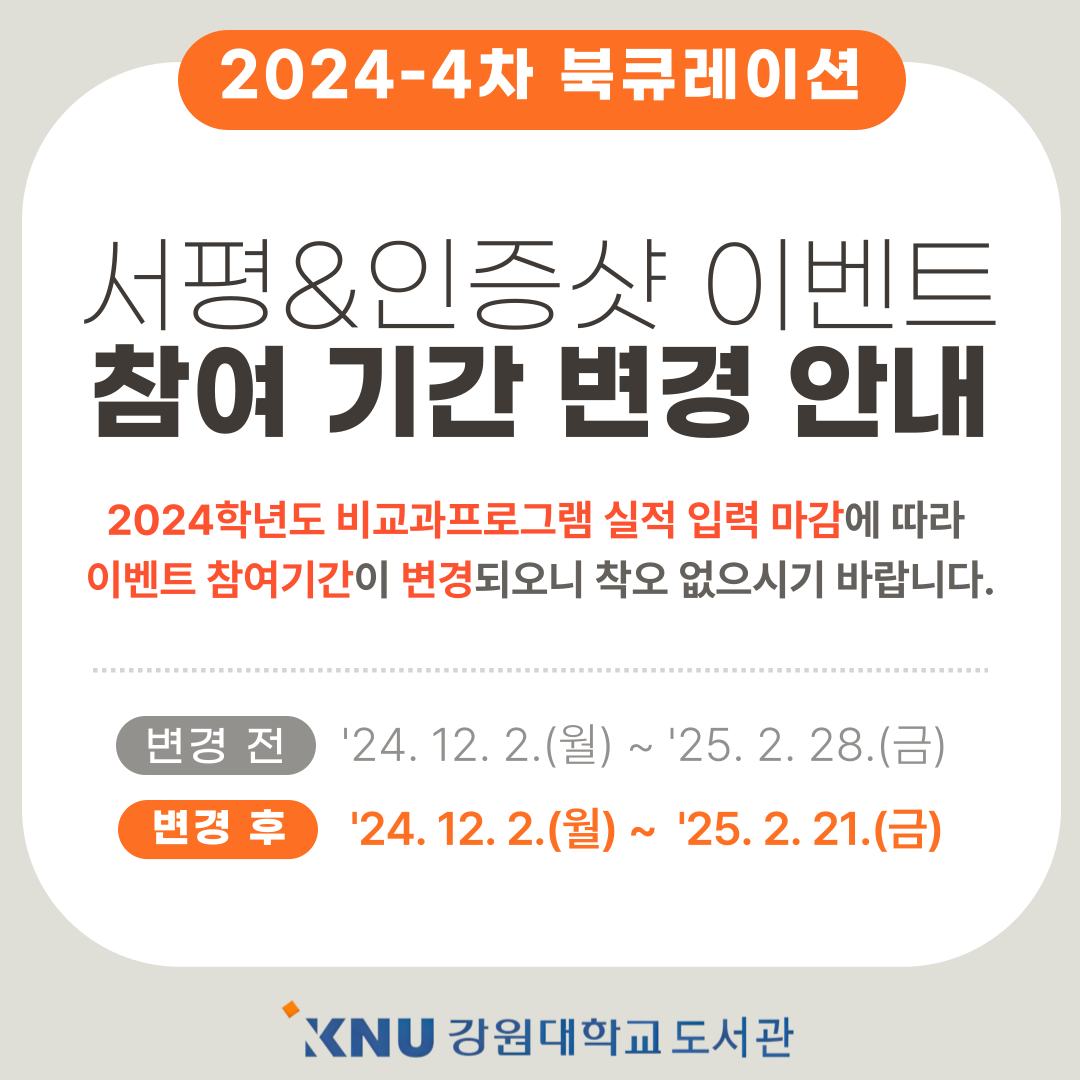 2024-4차 북큐레이션
서평&인증샷 이벤트
참여 기간 변경 안내
2024학년도 비교과프로그램 실적 입력 마감에 따라
이벤트 참여기간이 변경되오니 착오 없으시기 바랍니다.
변경 전 '24. 12. 2.(월) ~ '25. 2. 28.(금)
변경 후 '24. 12. 2.(월) ~ '25. 2. 21.(금)
KNU 강원대학교 도서관